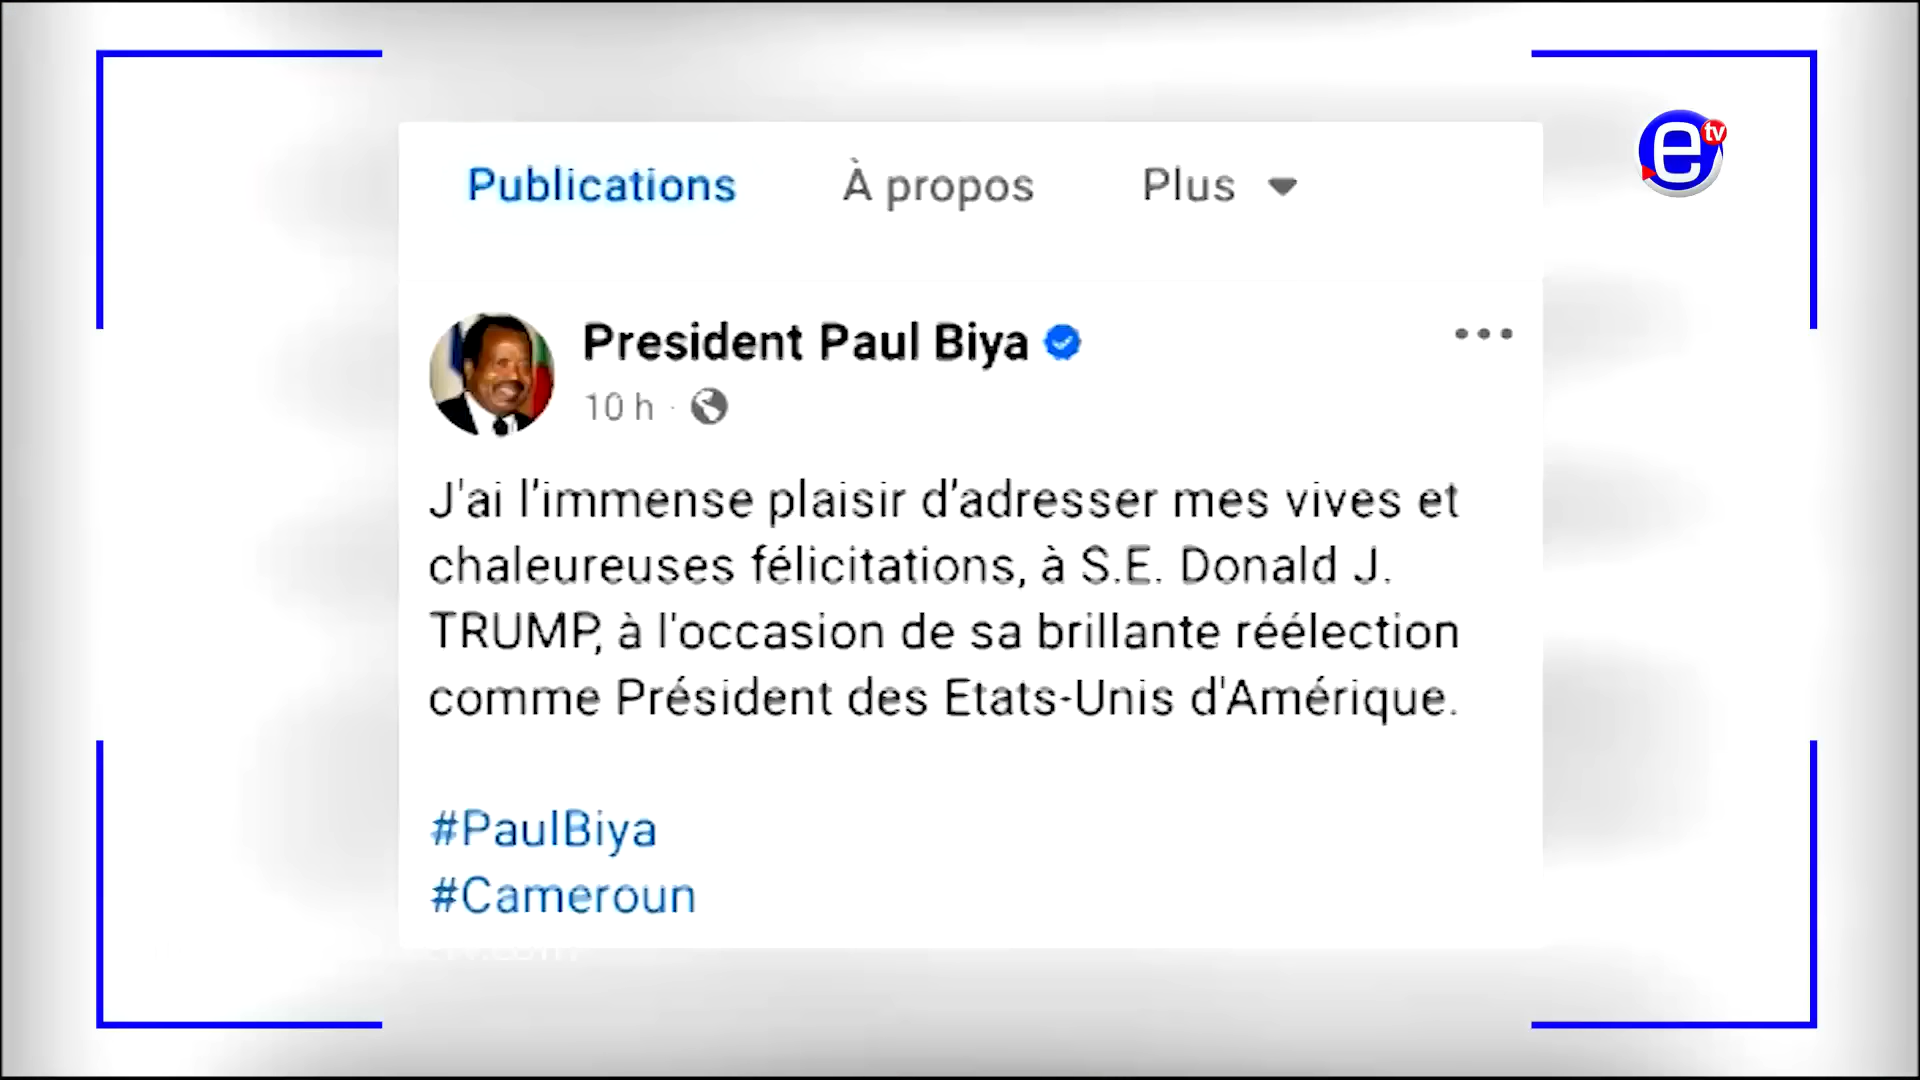 e tv
Publications À propos Plus
President Paul Biya
10 h ·
J'ai l’immense plaisir d’adresser mes vives et
chaleureuses félicitations, à S.E. Donald J.
TRUMP, à l'occasion de sa brillante réélection
comme Président des Etats-Unis d'Amérique.
#PaulBiya
#Cameroun